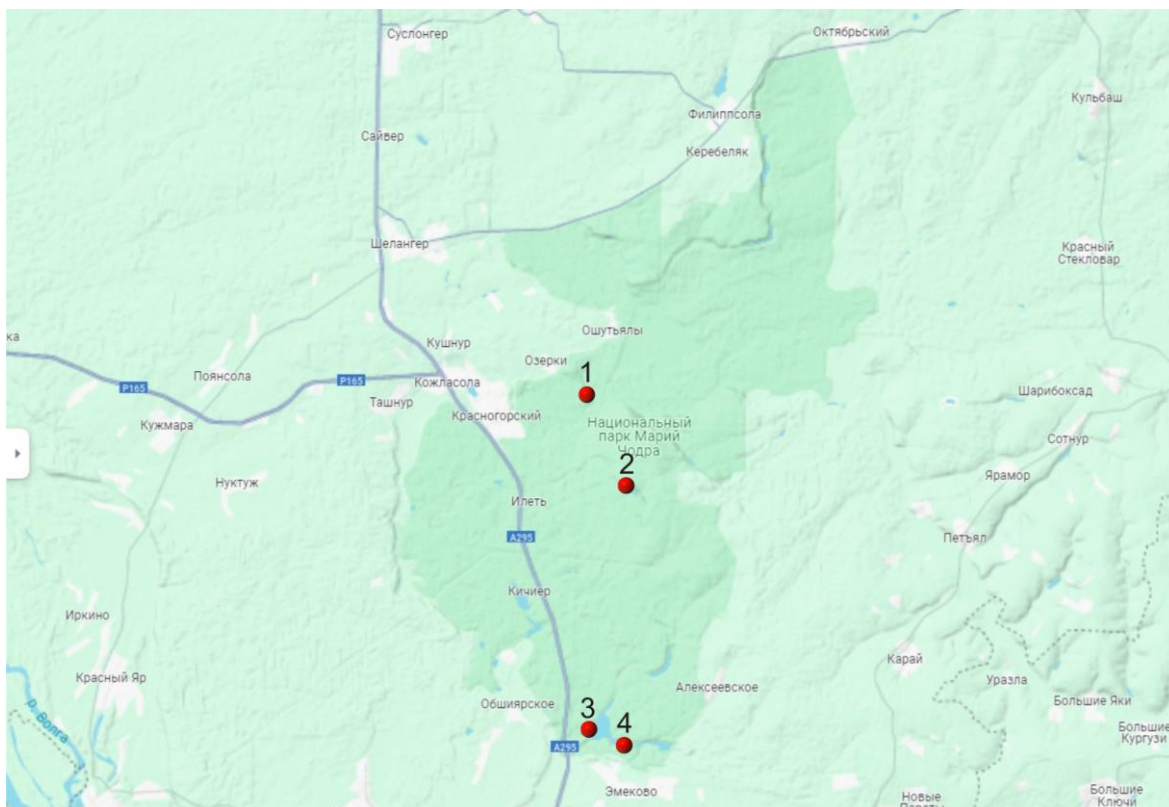 Суслонгер
Октябрьский
Кульбаш
Филиппсола
Сайвер
Керебеляк
Шелангер
Красный
Стекловар
Ошутьялы
Кушнур
Озерки
ка
1
Поянсола
Р165
Р165
Кожласола
Ташнур
Шарибоксад
Красногорский
Национальный
парк Марий
Чодра
Кужмара
Сотнур
2
Нуктуж
Ярамор
Илеть
А295
Петъял
Кичиёр
Иркино
Карай
Красный Яр
Уразла
Алексеевское
р. Волга
Обшиярское
Большие Яки
3
4
Большие
Кургузи
А295
Эмеково
Новые
Большие
Ключи